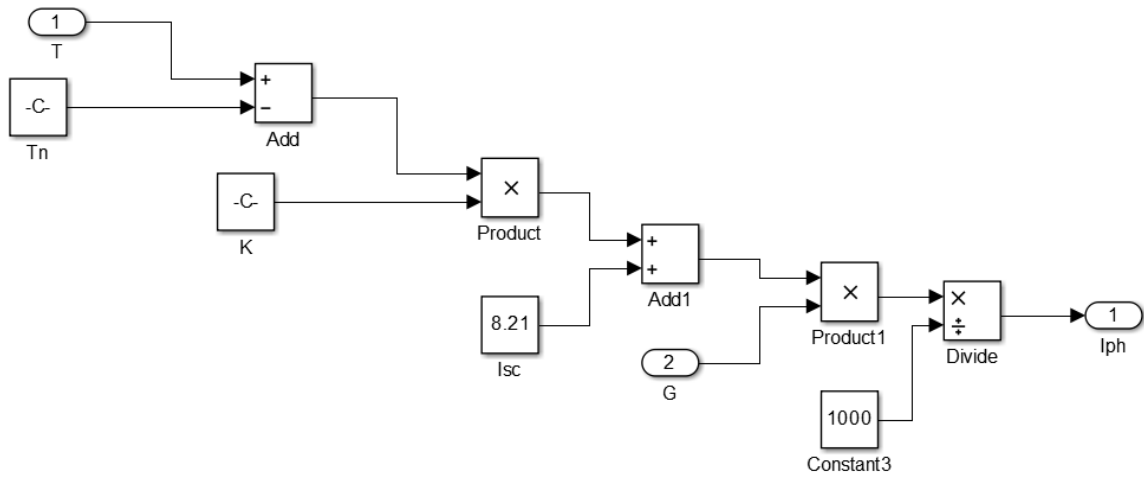 1
T
-C-
Tn
+
−
Add
-C-
K
×
Product
8.21
Isc
+
+
Add1
2
G
×
Product1
1000
Constant3
×
÷
Divide
1
Iph